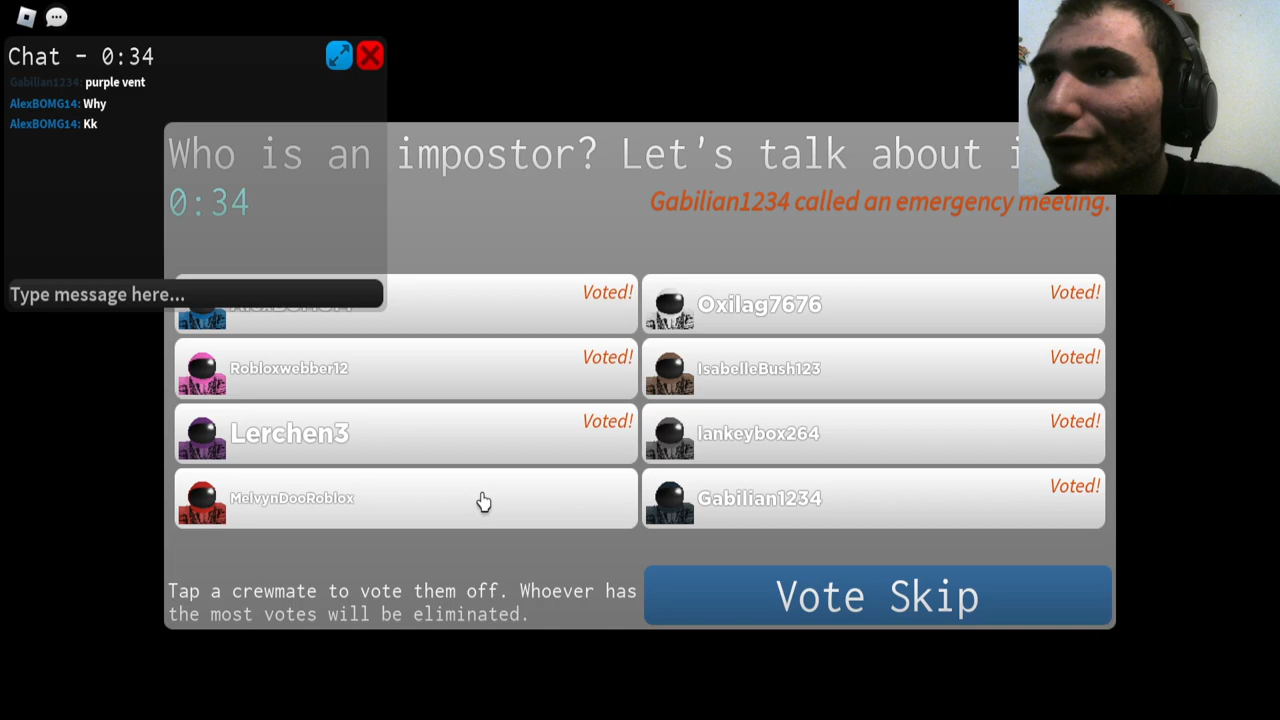 Chat - 0:34
Gabilian1234: purple vent
AlexBOMG14: Why
AlexBOMG14: Kk
Type message here...
Who is an impostor? Let's talk about
0:34
Gabilian1234 called an emergency meeting.
Voted!
Oxilag7676 Voted!
Robloxwebber12 Voted!
IsabelleBush123 Voted!
Lerchen3 Voted!
lankeybox264 Voted!
MelvynDooRoblox
Gabilian1234 Voted!
Tap a crewmate to vote them off. Whoever has
the most votes will be eliminated.
Vote Skip